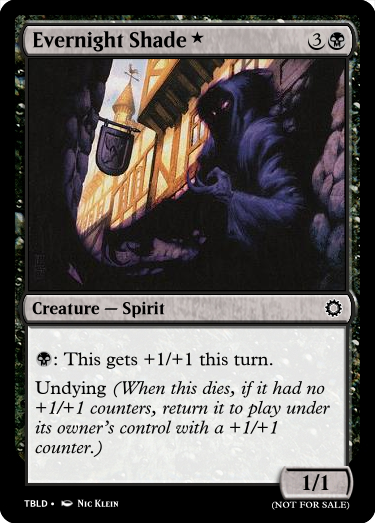 Evernight Shade ★ 3
Creature — Spirit
: This gets +1/+1 this turn.
Undying (When this dies, if it had no
+1/+1 counters, return it to play under
its owner's control with a +1/+1
counter.)
1/1
TBLD • Nic Klein
(NOT FOR SALE)